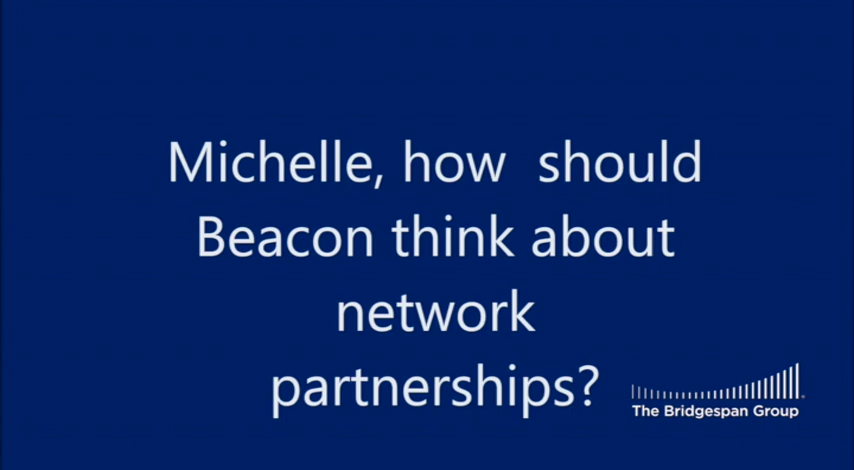 Michelle, how  should
Beacon think about
network
partnerships?
The Bridgespan Group